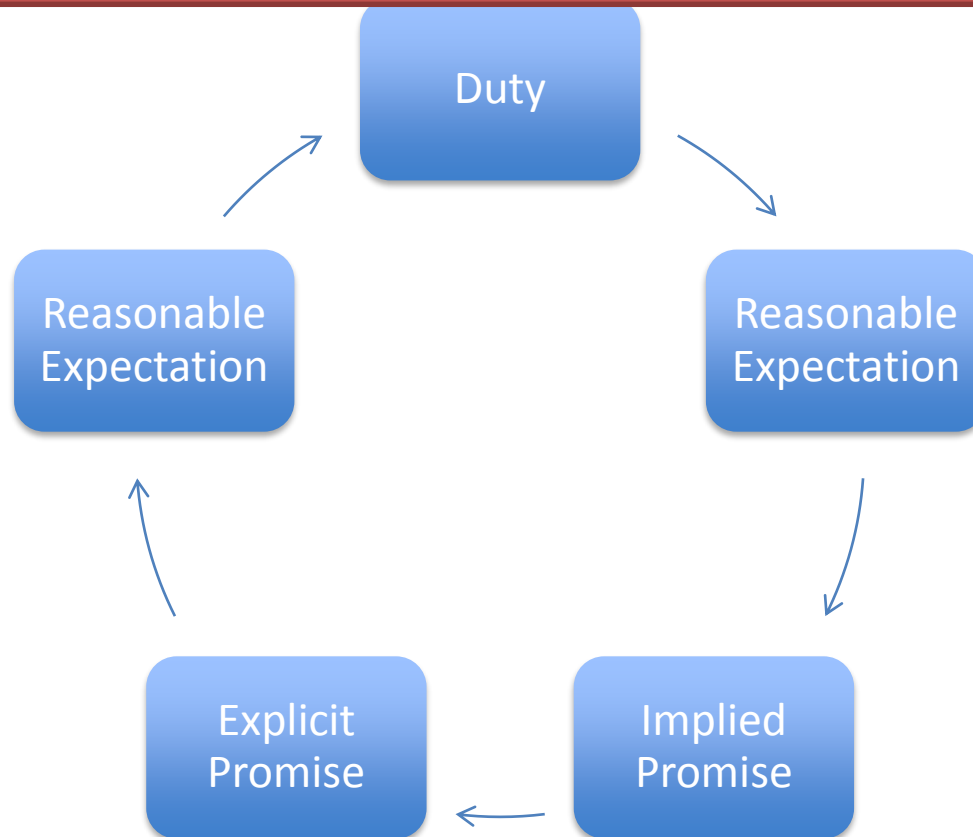 Duty
Reasonable
Expectation
Reasonable
Expectation
Implied
Promise
Explicit
Promise